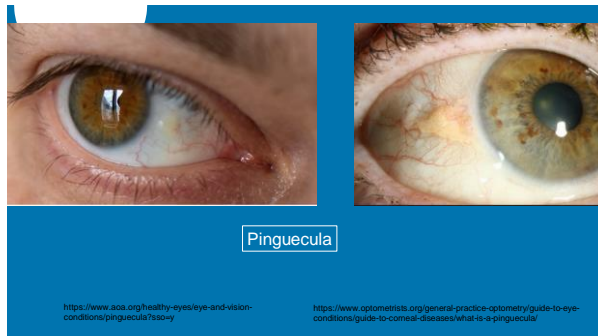 Pinguecula
https://www.aoa.org/healthy-eyes/eye-and-vision-
conditions/pinguecula?sso=y
https://www.optometrists.org/general-practice-optometry/guide-to-eye-
conditions/guide-to-corneal-diseases/what-is-a-pinguecula/